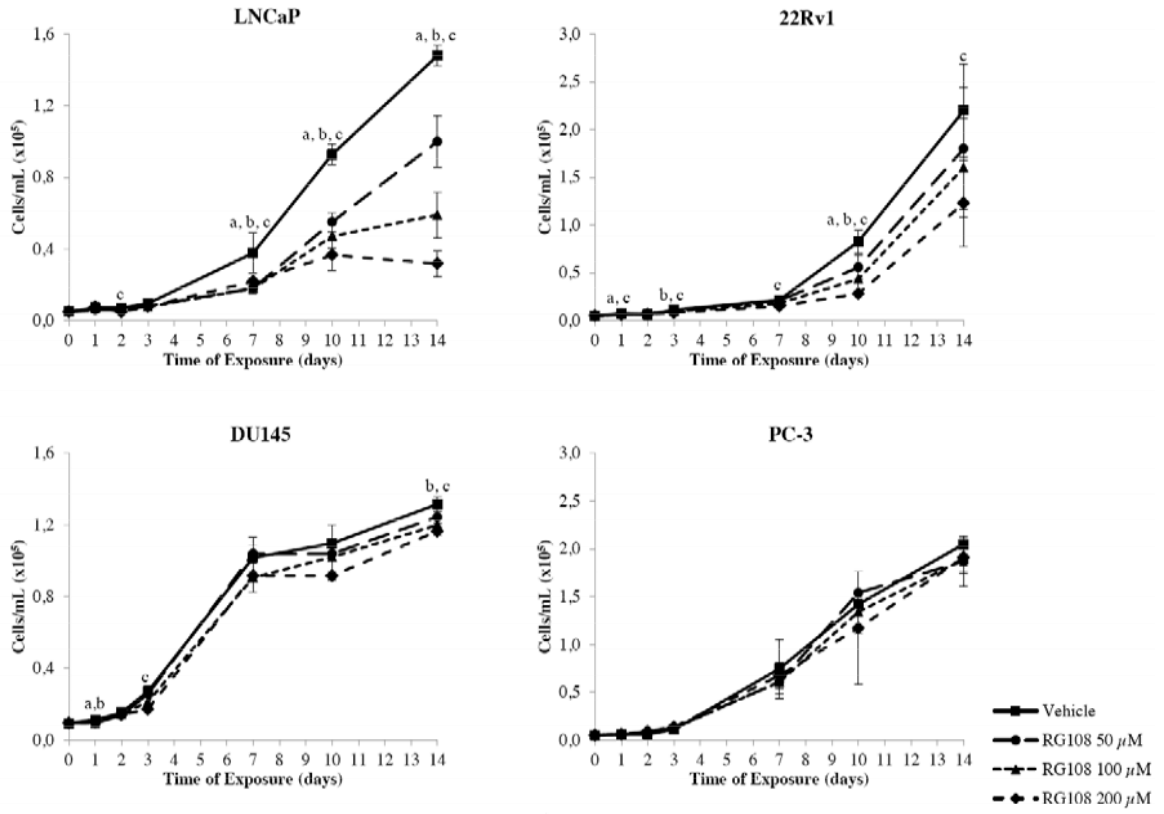 LNCaP
1,6
1,2
0,8
0,4
0,0
Cells/mL (x10⁵)
a, b, c
a, b, c
a, b, c
c
0 1 2 3 4 5 6 7 8 9 10 11 12 13 14
Time of Exposure (days)
22Rv1
3,0
2,5
2,0
1,5
1,0
0,5
0,0
Cells/mL (x10⁵)
c
a, b, c
c
b, c
a, c
0 1 2 3 4 5 6 7 8 9 10 11 12 13 14
Time of Exposure (days)
DU145
1,6
1,2
0,8
0,4
0,0
Cells/mL (x10⁵)
b, c
c
a,b
0 1 2 3 4 5 6 7 8 9 10 11 12 13 14
Time of Exposure (days)
PC-3
3,0
2,5
2,0
1,5
1,0
0,5
0,0
Cells/mL (x10⁵)
0 1 2 3 4 5 6 7 8 9 10 11 12 13 14
Time of Exposure (days)
Vehicle
RG108 50 µM
RG108 100 µM
RG108 200 µM